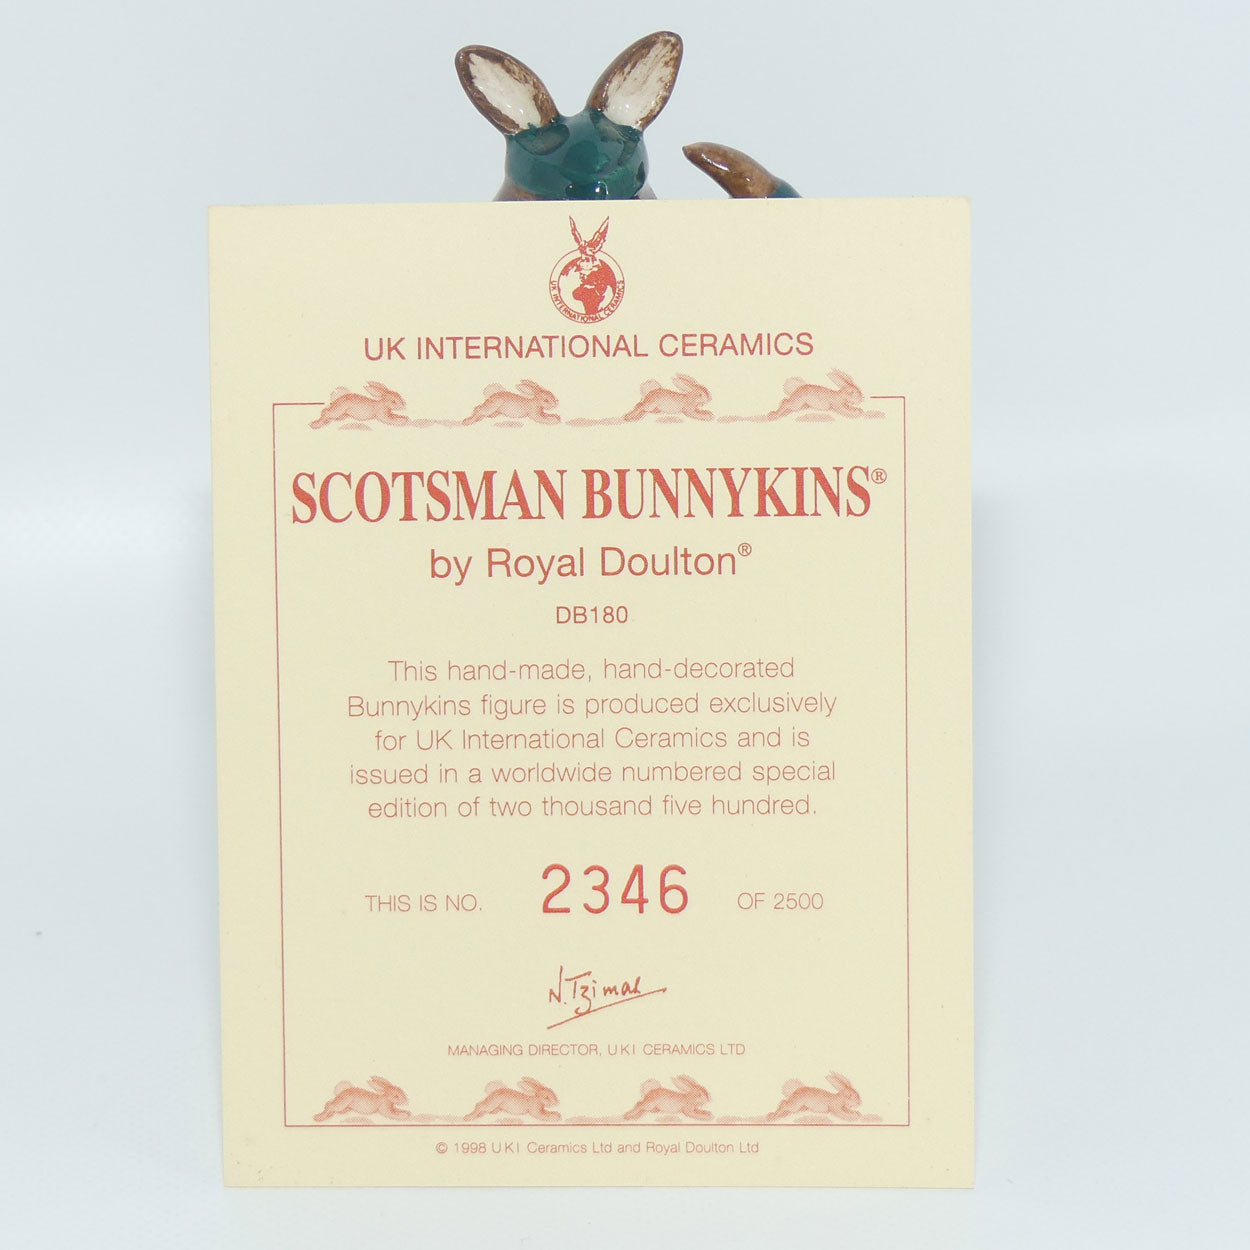 UK INTERNATIONAL CERAMICS
UK INTERNATIONAL CERAMICS
SCOTSMAN BUNNYKINS®
by Royal Doulton®
DB180
This hand-made, hand-decorated
Bunnykins figure is produced exclusively
for UK International Ceramics and is
issued in a worldwide numbered special
edition of two thousand five hundred.
THIS IS NO. 2346 OF 2500
N. Tzimas
MANAGING DIRECTOR, UKI CERAMICS LTD
© 1998 UKI Ceramics Ltd and Royal Doulton Ltd